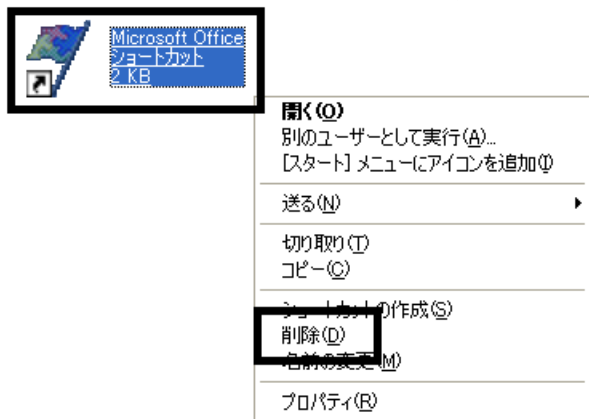 Microsoft Office
ショートカット
2 KB
開く(O)
別のユーザーとして実行(A)...
[スタート] メニューにアイコンを追加(I)
送る(N)
切り取り(T)
コピー(C)
ショートカットの作成(S)
削除(D)
名前の変更(M)
プロパティ(R)